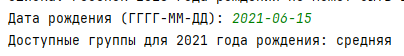 Дата рождения (ГГГГ-ММ-ДД): 2021-06-15
Доступные группы для 2021 года рождения: средняя